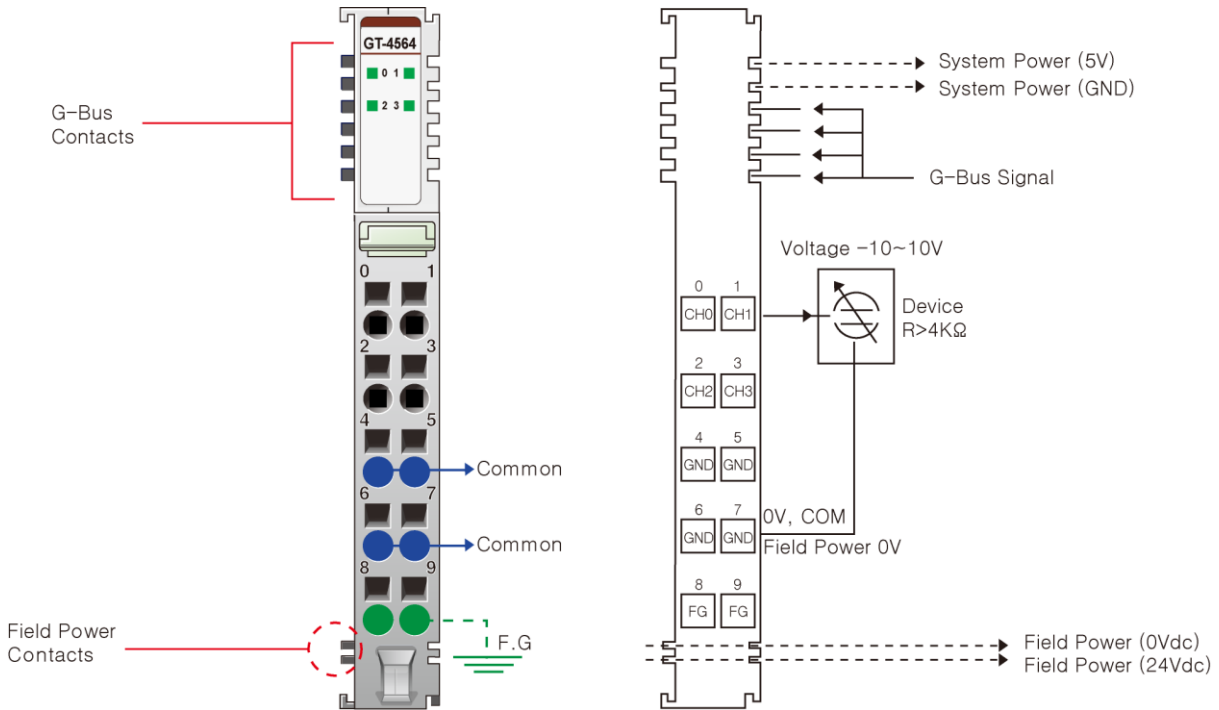 GT-4564
0 1
2 3
G-Bus
Contacts
0 1
2 3
4 5
Common
6 7
Common
8 9
F.G
Field Power
Contacts
System Power (5V)
System Power (GND)
G-Bus Signal
Voltage -10~10V
0 1
CH0 CH1
Device
R>4KΩ
2 3
CH2 CH3
4 5
GND GND
6 7
GND GND
0V, COM
Field Power 0V
8 9
FG FG
Field Power (0Vdc)
Field Power (24Vdc)